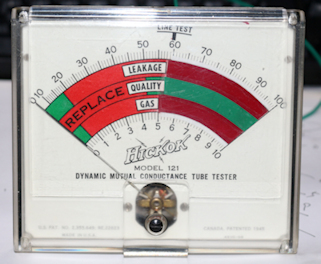 LINE TEST
0 10 20 30 40 50 60 70 80 90 100
LEAKAGE
REPLACE QUALITY
GAS
0 1 2 3 4 5 6 7 8 9 10
HICKOK
MODEL 121
DYNAMIC MUTUAL CONDUCTANCE TUBE TESTER